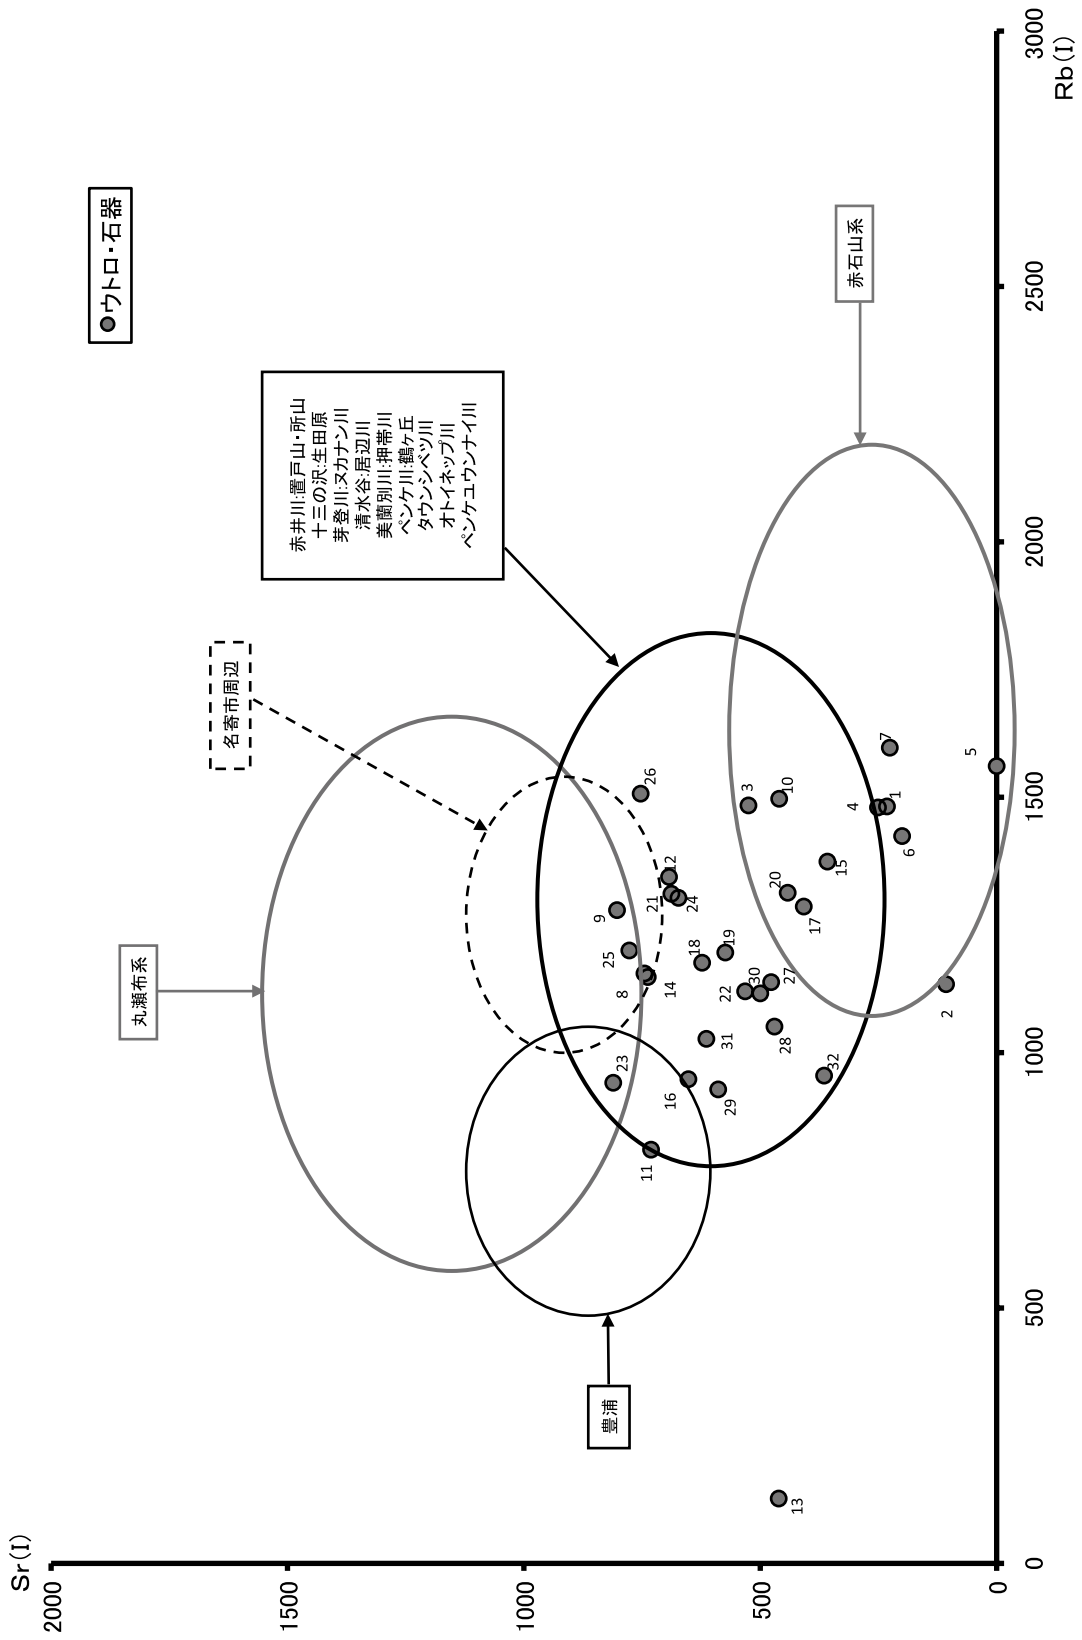 Sr(I)
2000
1500
1000
500
0
0
500
1000
1500
2000
2500
3000
Rb(I)
ウトロ・石器
丸瀬布系
名寄市周辺
赤井川:置戸山・所山
十三の沢:生田原
芽登川:ヌカナン川
清水谷:居辺川
美蘭別川:押帯川
ペンケ川:鶴ヶ丘
タウンシベツ川
オトイネップ川
ペンケユウンナイ川
赤石山系
豊浦
26
12
21
24
9
25
8
14
23
11
16
29
31
18
19
22
30
27
28
32
3
10
20
17
15
4
1
7
5
6
2
13